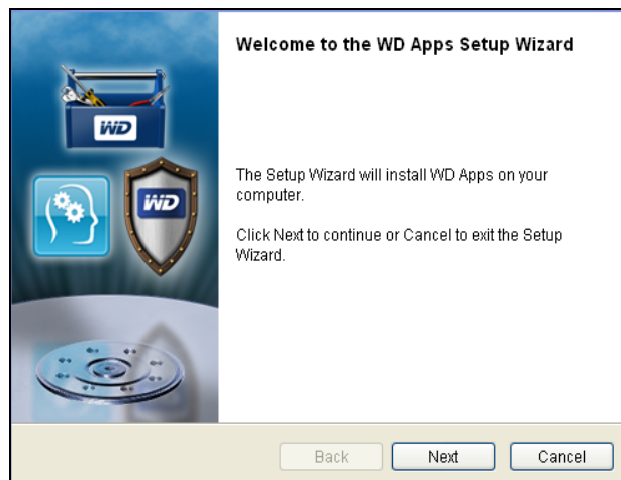 Welcome to the WD Apps Setup Wizard
WD
WD
The Setup Wizard will install WD Apps on your
computer.
Click Next to continue or Cancel to exit the Setup
Wizard.
Back
Next
Cancel